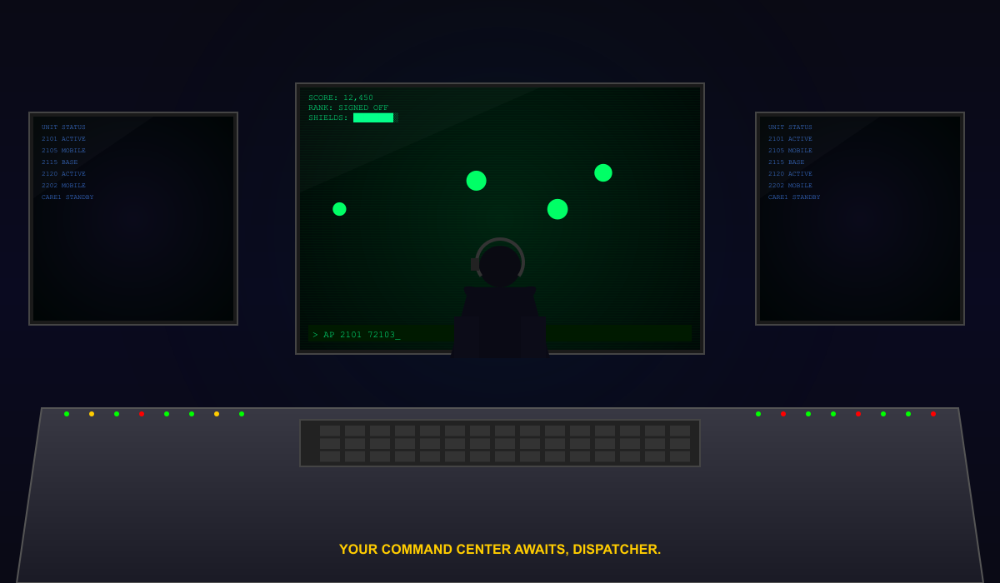 SCORE: 12,450
RANK: SIGNED OFF
SHIELDS:
UNIT STATUS
2101 ACTIVE
2105 MOBILE
2115 BASE
2120 ACTIVE
2202 MOBILE
CARE1 STANDBY
UNIT STATUS
2101 ACTIVE
2105 MOBILE
2115 BASE
2120 ACTIVE
2202 MOBILE
CARE1 STANDBY
> AP 2101 72103_
YOUR COMMAND CENTER AWAITS, DISPATCHER.